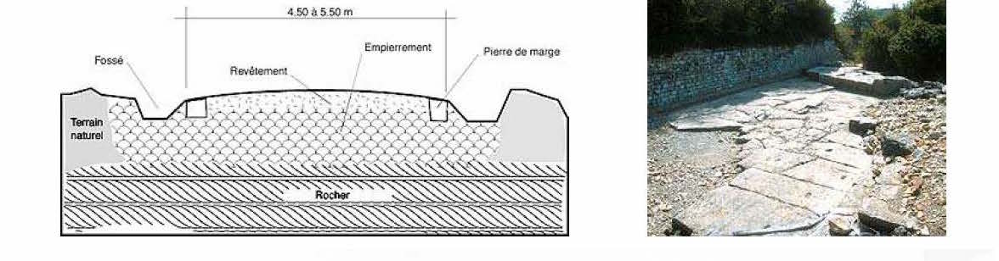 4.50 à 5.50 m
Empierrement
Pierre de marge
Fossé
Revêtement
Terrain
naturel
Rocher